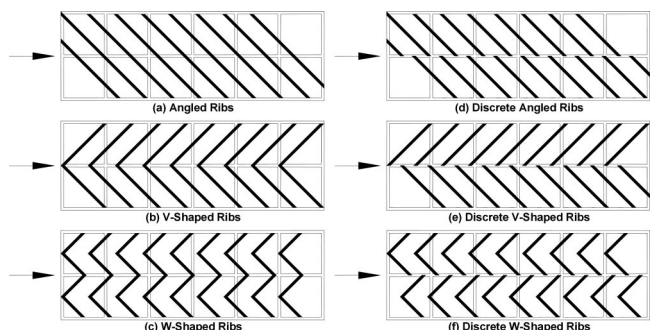 (a) Angled Ribs
(d) Discrete Angled Ribs
(b) V-Shaped Ribs
(e) Discrete V-Shaped Ribs
(c) W-Shaped Ribs
(f) Discrete W-Shaped Ribs